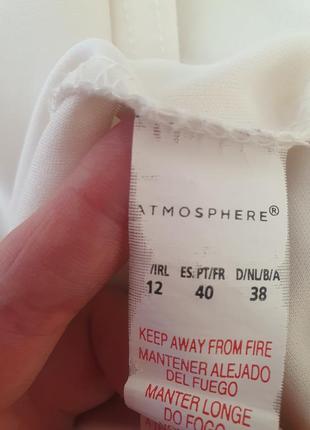 ATMOSPHERE®
/IRL ES:PT/FR D/NL/B/A
12 40 38
KEEP AWAY FROM FIRE
MANTENER ALEJADO
DEL FUEGO
MANTER LONGE
DO FOGO